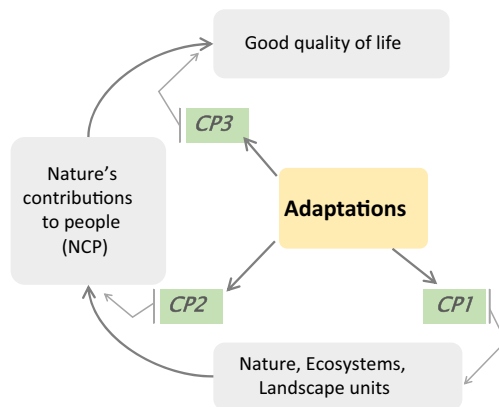 Good quality of life
CP3
Nature’s
contributions
to people
(NCP)
Adaptations
CP2
CP1
Nature, Ecosystems,
Landscape units